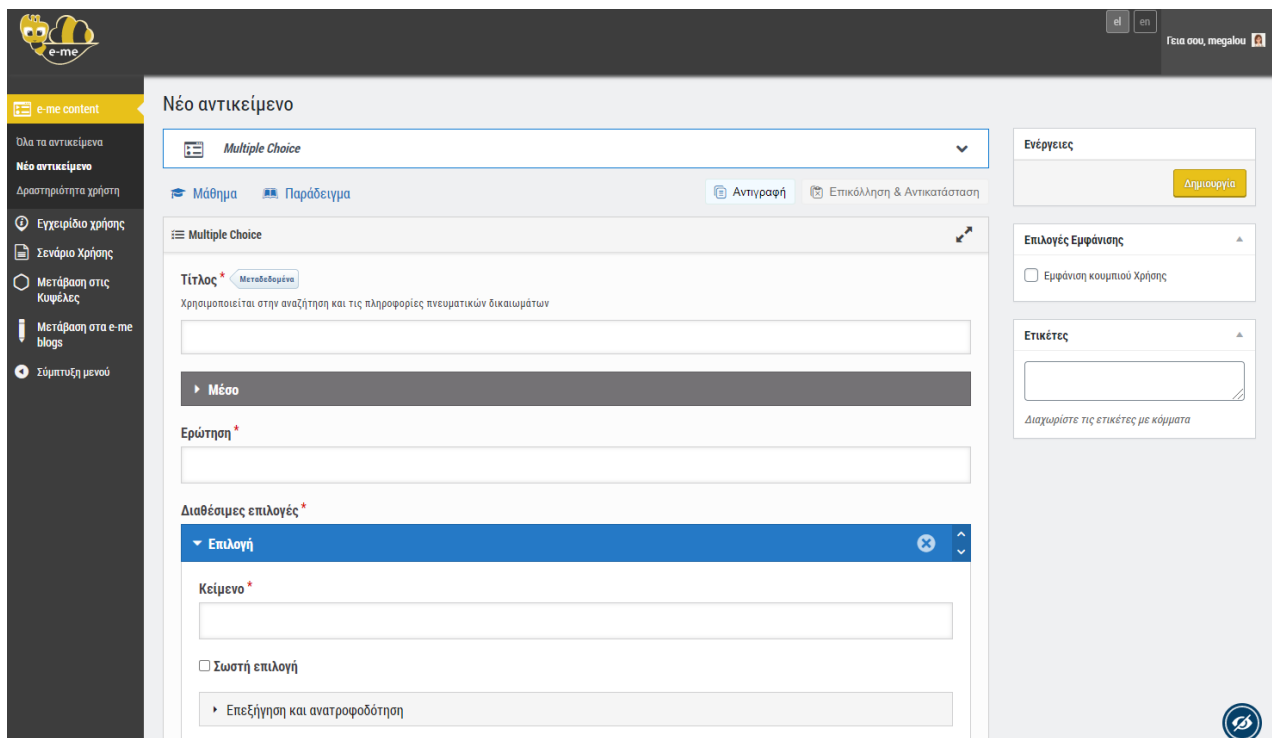 e-me
el en
Γεια σου, megalou
e-me content
Όλα τα αντικείμενα
Νέο αντικείμενο
Δραστηριότητα χρήστη
Εγχειρίδιο χρήσης
Σενάριο Χρήσης
Μετάβαση στις
Κυψέλες
Μετάβαση στα e-me
blogs
Σύμπτυξη μενού
Νέο αντικείμενο
Multiple Choice
Μάθημα Παράδειγμα Αντιγραφή Επικόλληση & Αντικατάσταση
Multiple Choice
Τίτλος * Μεταδεδομένα
Χρησιμοποιείται στην αναζήτηση και τις πληροφορίες πνευματικών δικαιωμάτων
Μέσο
Ερώτηση *
Διαθέσιμες επιλογές *
Επιλογή
Κείμενο *
Σωστή επιλογή
Επεξήγηση και ανατροφοδότηση
Ενέργειες
Δημιουργία
Επιλογές Εμφάνισης
Εμφάνιση κουμπιού Χρήσης
Ετικέτες
Διαχωρίστε τις ετικέτες με κόμματα